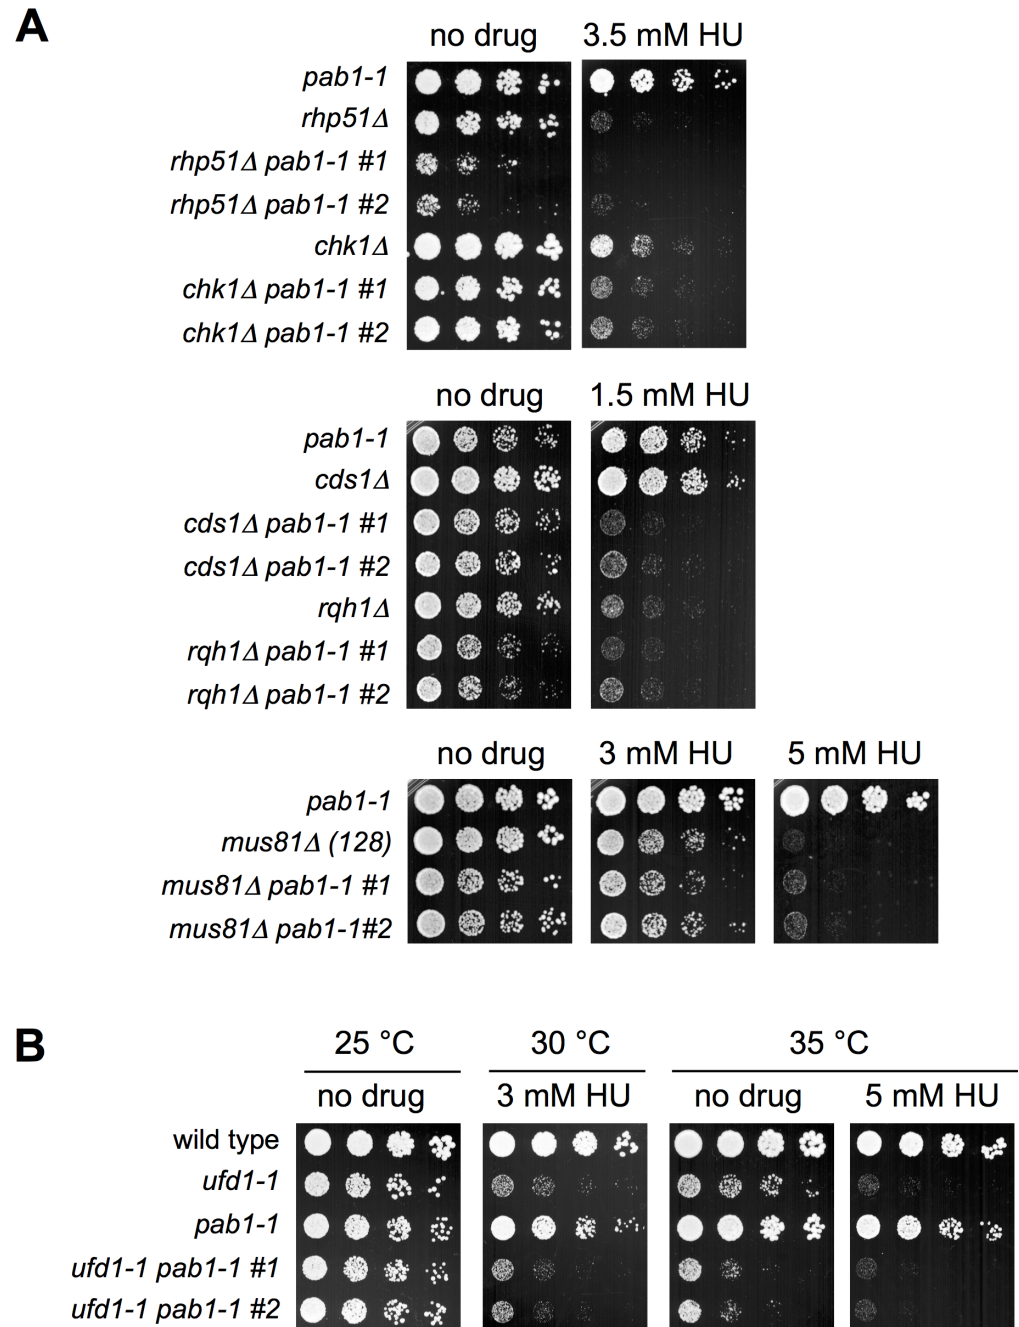 A
no drug 3.5 mM HU
pab1-1
rhp51Δ
rhp51Δ pab1-1 #1
rhp51Δ pab1-1 #2
chk1Δ
chk1Δ pab1-1 #1
chk1Δ pab1-1 #2
no drug 1.5 mM HU
pab1-1
cds1Δ
cds1Δ pab1-1 #1
cds1Δ pab1-1 #2
rqh1Δ
rqh1Δ pab1-1 #1
rqh1Δ pab1-1 #2
no drug 3 mM HU 5 mM HU
pab1-1
mus81Δ (128)
mus81Δ pab1-1 #1
mus81Δ pab1-1#2
B
25 °C 30 °C 35 °C
no drug 3 mM HU no drug 5 mM HU
wild type
ufd1-1
pab1-1
ufd1-1 pab1-1 #1
ufd1-1 pab1-1 #2